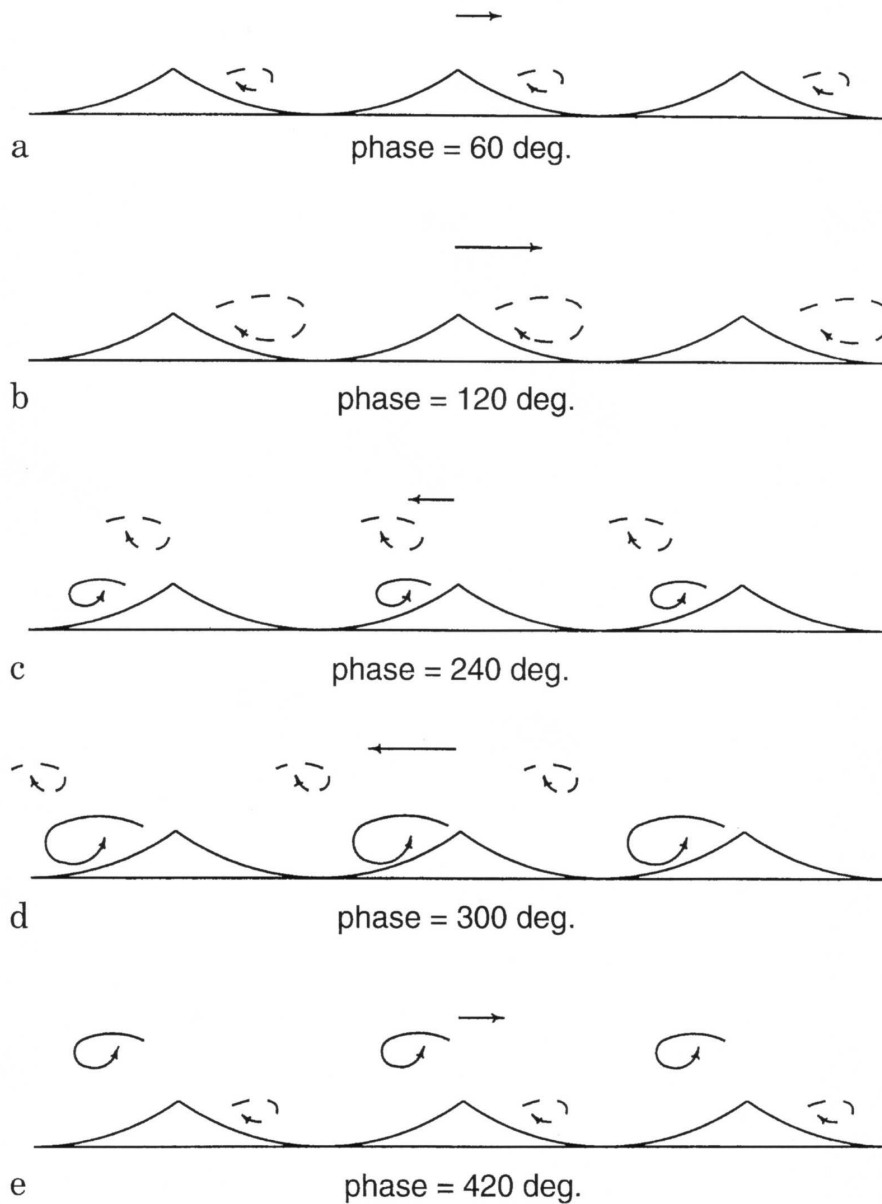 a
phase = 60 deg.
b
phase = 120 deg.
c
phase = 240 deg.
d
phase = 300 deg.
e
phase = 420 deg.